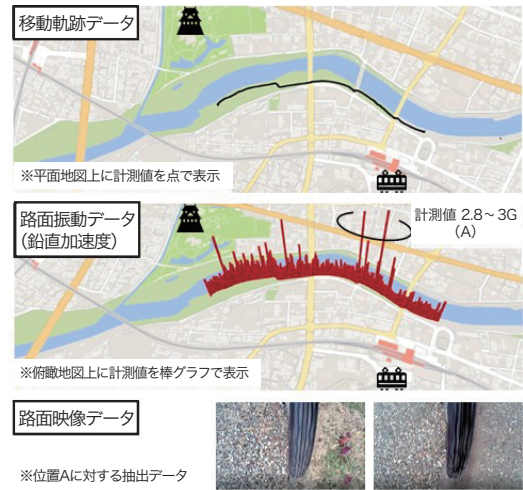 移動軌跡データ
※平面地図上に計測値を点で表示
路面振動データ
(鉛直加速度)
計測値 2.8～3G
(A)
※俯瞰地図上に計測値を棒グラフで表示
路面映像データ
※位置Aに対する抽出データ